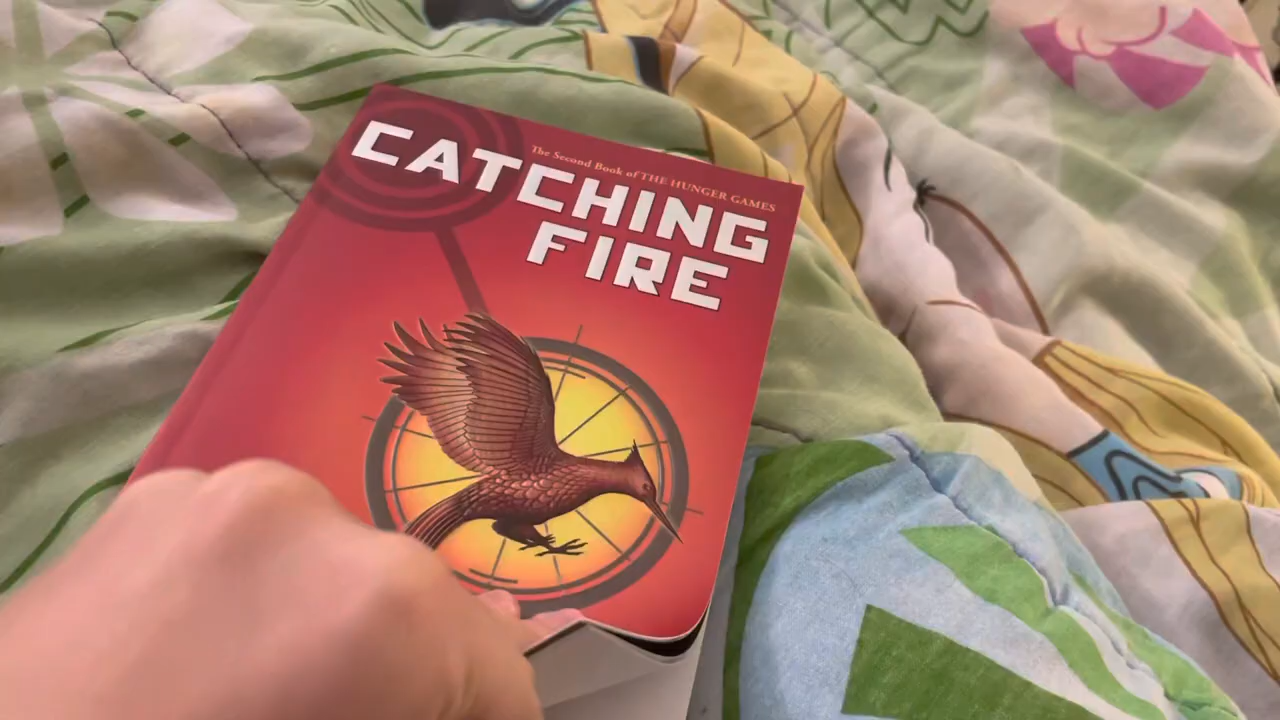 The Second Book of THE HUNGER GAMES
CATCHING
FIRE